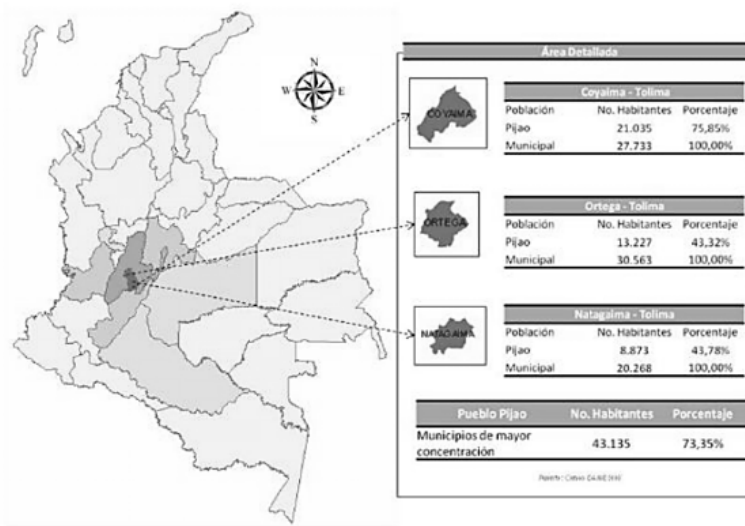 N
W E
S
Área Detallada
COYAIMA
Coyaima - Tolima
Población No. Habitantes Porcentaje
Pijao 21.035 75,85%
Municipal 27.733 100,00%
ORTEGA
Ortega - Tolima
Población No. Habitantes Porcentaje
Pijao 13.227 43,32%
Municipal 30.563 100,00%
NATAGAIMA
Natagaima - Tolima
Población No. Habitantes Porcentaje
Pijao 8.873 43,78%
Municipal 20.268 100,00%
Pueblo Pijao No. Habitantes Porcentaje
Municipios de mayor
concentración 43.135 73,35%